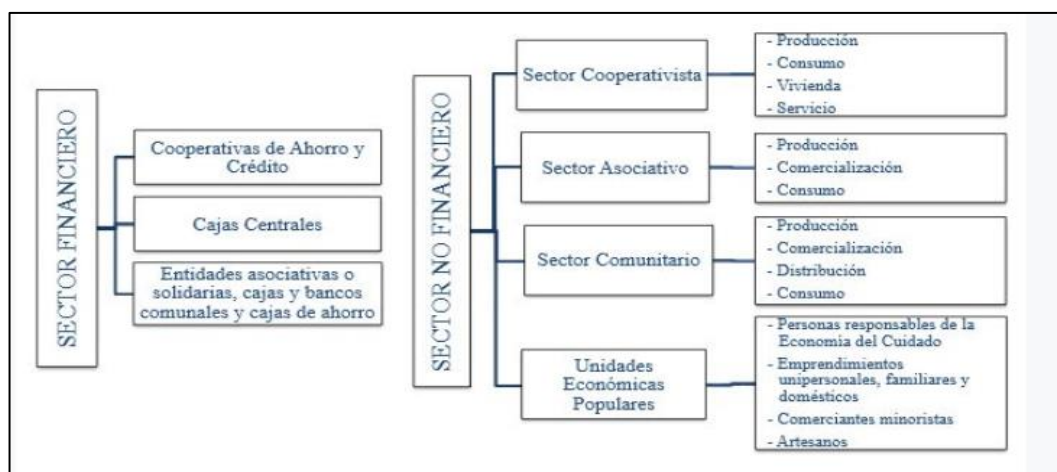 SECTOR FINANCIERO
Cooperativas de Ahorro y
Crédito
Cajas Centrales
Entidades asociativas o
solidarias, cajas y bancos
comunales y cajas de ahorro
SECTOR NO FINANCIERO
Sector Cooperativista
- Producción
- Consumo
- Vivienda
- Servicio
Sector Asociativo
- Producción
- Comercialización
- Consumo
Sector Comunitario
- Producción
- Comercialización
- Distribución
- Consumo
Unidades
Económicas
Populares
- Personas responsables de la
Economía del Cuidado
- Emprendimientos
unipersonales, familiares y
domésticos
- Comerciantes minoristas
- Artesanos